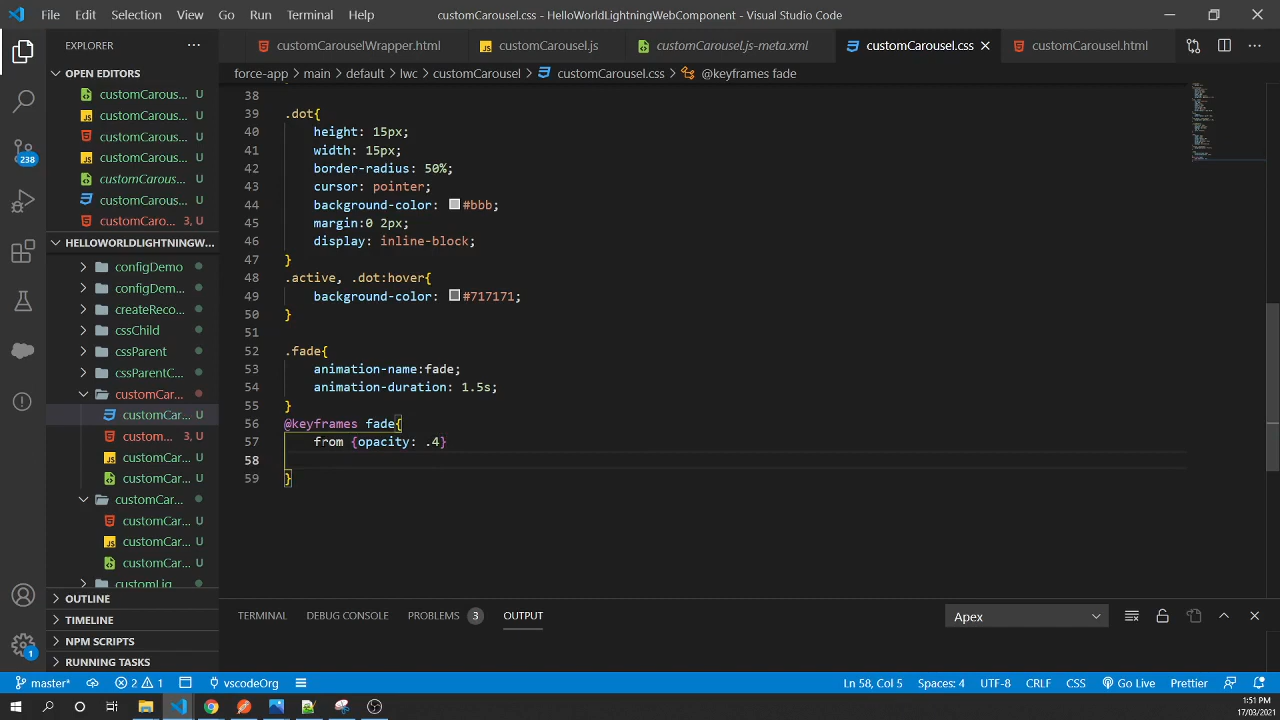 File Edit Selection View Go Run Terminal Help
customCarousel.css - HelloWorldLightningWebComponent - Visual Studio Code
EXPLORER
customCarouselWrapper.html customCarousel.js customCarousel.js-meta.xml customCarousel.css customCarousel.html
force-app main default lwc customCarousel customCarousel.css @keyframes fade
OPEN EDITORS
customCarous... U
customCarous... U
customCarous... U
customCarous... U
customCarous... U
customCarous... U
customCaro... 3, U
238
HELLOWORLDLIGHTNINGW...
configDemo
configDem...
createReco...
cssChild
cssParent
cssParentC...
customCar...
customCar... U
custom... 3, U
customCar... U
customCar... U
customCar...
customCar... U
customCar... U
customCar... U
customLig...
OUTLINE
TIMELINE
NPM SCRIPTS
RUNNING TASKS
1
38
39 .dot{
40 height: 15px;
41 width: 15px;
42 border-radius: 50%;
43 cursor: pointer;
44 background-color: #bbb;
45 margin:0 2px;
46 display: inline-block;
47 }
48 .active, .dot:hover{
49 background-color: #717171;
50 }
51
52 .fade{
53 animation-name:fade;
54 animation-duration: 1.5s;
55 }
56 @keyframes fade{
57 from {opacity: .4}
58
59 }
TERMINAL DEBUG CONSOLE PROBLEMS 3 OUTPUT
Apex
master* 2 1 vscodeOrg
Ln 58, Col 5 Spaces: 4 UTF-8 CRLF CSS Go Live Prettier
1:51 PM
17/03/2021